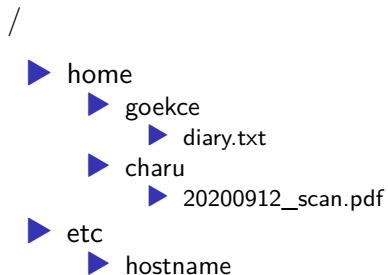 /
home
goekce
diary.txt
charu
20200912_scan.pdf
etc
hostname